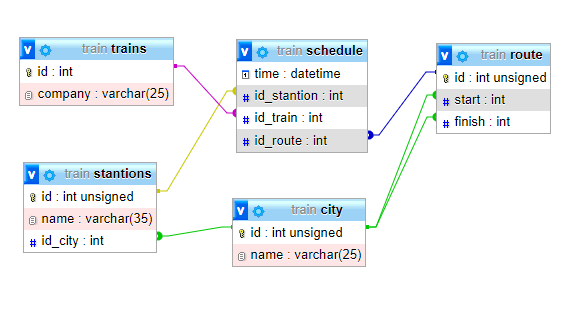 train trains
id : int
company : varchar(25)
train schedule
time : datetime
id_stantion : int
id_train : int
id_route : int
train route
id : int unsigned
start : int
finish : int
train stantions
id : int unsigned
name : varchar(35)
id_city : int
train city
id : int unsigned
name : varchar(25)